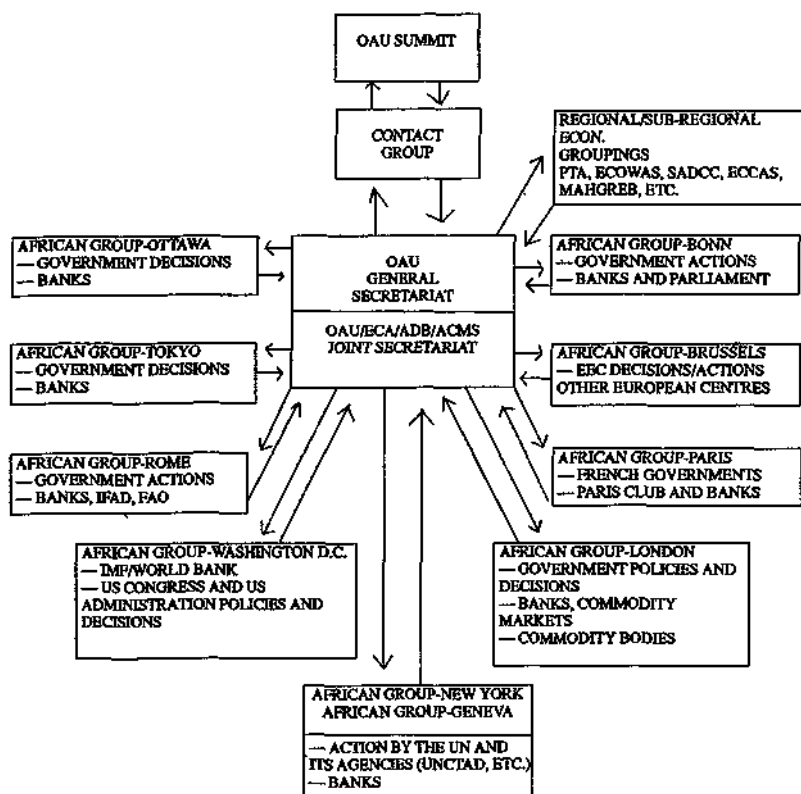 OAU SUMMIT
CONTACT
GROUP
REGIONAL/SUB-REGIONAL
ECON.
GROUPINGS
PTA, ECOWAS, SADCC, ECCAS,
MAHGREB, ETC.
AFRICAN GROUP-OTTAWA
— GOVERNMENT DECISIONS
— BANKS
OAU
GENERAL
SECRETARIAT
AFRICAN GROUP-BONN
— GOVERNMENT ACTIONS
— BANKS AND PARLIAMENT
OAU/ECA/ADB/ACMS
JOINT SECRETARIAT
AFRICAN GROUP-TOKYO
— GOVERNMENT DECISIONS
— BANKS
AFRICAN GROUP-BRUSSELS
— EEC DECISIONS/ACTIONS
OTHER EUROPEAN CENTRES
AFRICAN GROUP-ROME
— GOVERNMENT ACTIONS
— BANKS, IFAD, FAO
AFRICAN GROUP-PARIS
— FRENCH GOVERNMENTS
— PARIS CLUB AND BANKS
AFRICAN GROUP-WASHINGTON D.C.
— IMF/WORLD BANK
— US CONGRESS AND US
ADMINISTRATION POLICIES AND
DECISIONS
AFRICAN GROUP-LONDON
— GOVERNMENT POLICIES AND
DECISIONS
— BANKS, COMMODITY
MARKETS
— COMMODITY BODIES
AFRICAN GROUP-NEW YORK
AFRICAN GROUP-GENEVA
— ACTION BY THE UN AND
ITS AGENCIES (UNCTAD, ETC.)
— BANKS